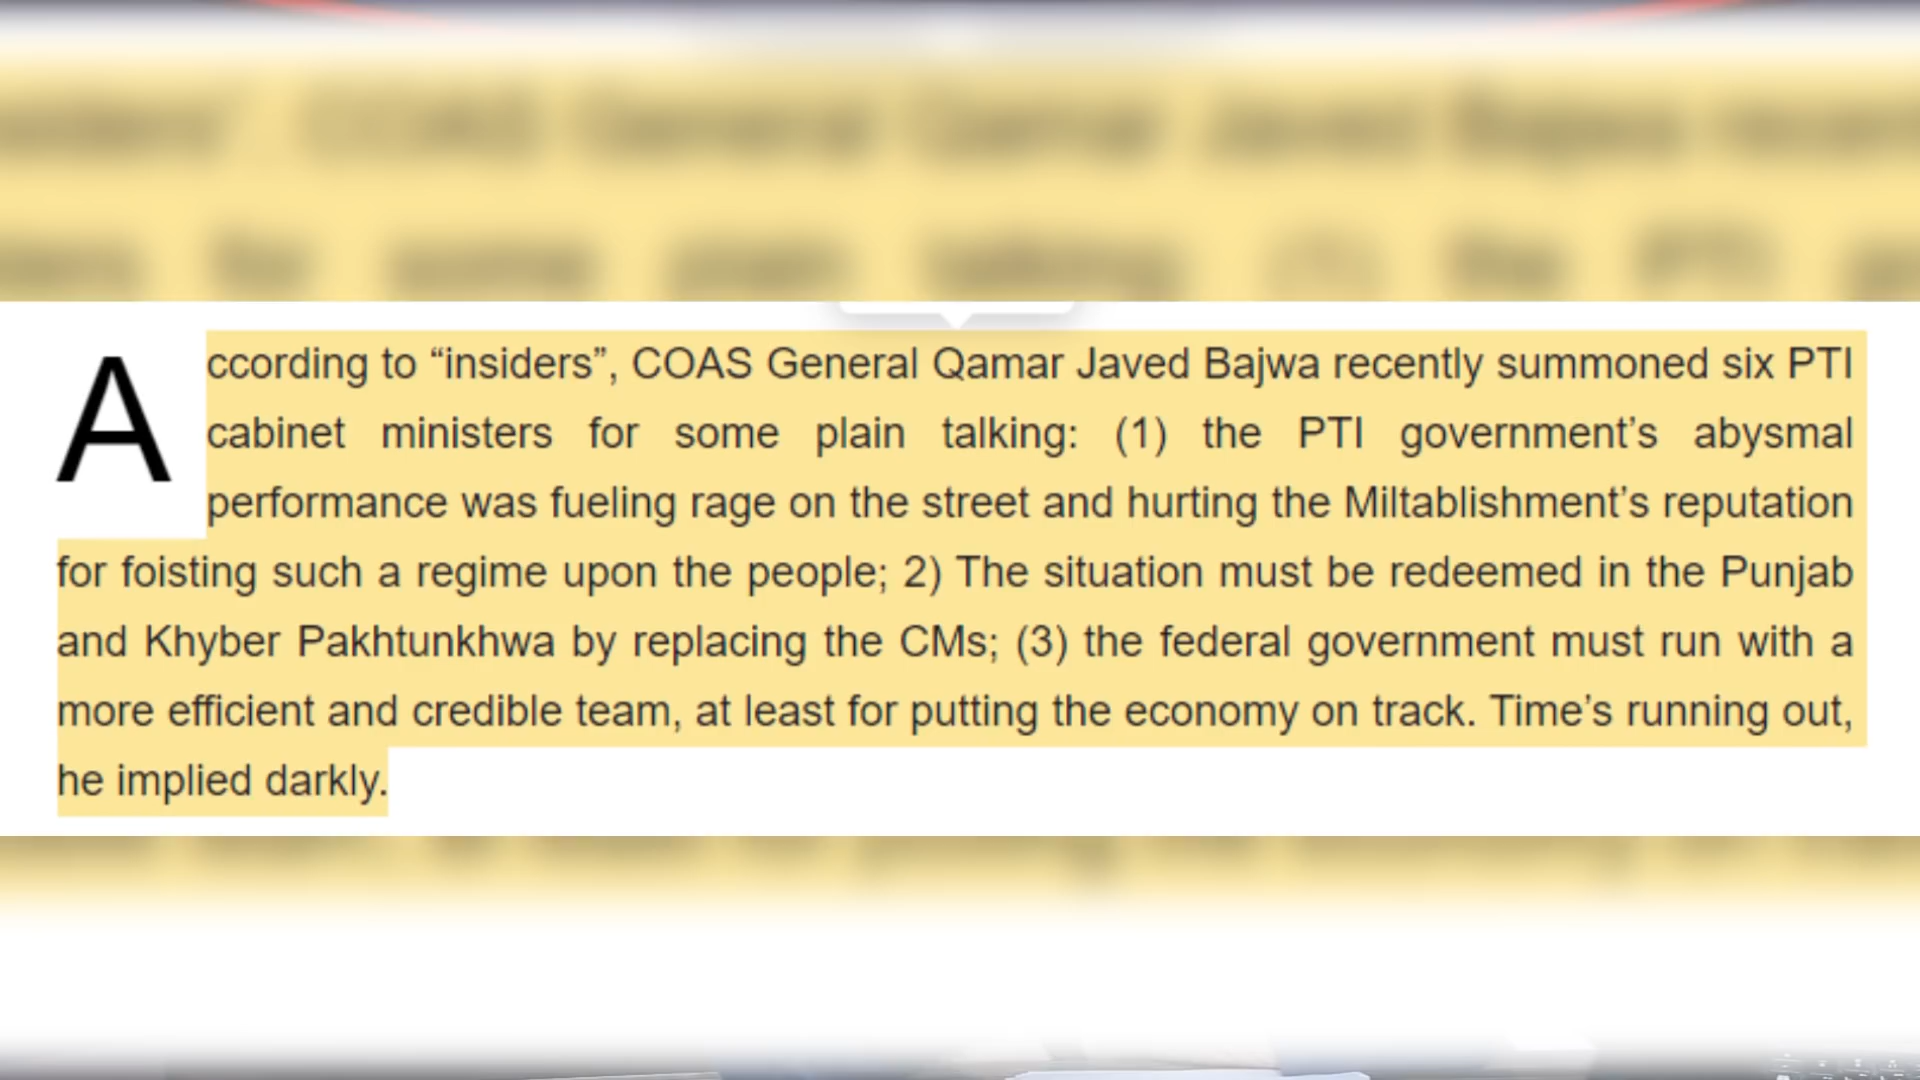 According to “insiders”, COAS General Qamar Javed Bajwa recently summoned six PTI
cabinet ministers for some plain talking: (1) the PTI government’s abysmal
performance was fueling rage on the street and hurting the Miltablishment’s reputation
for foisting such a regime upon the people; 2) The situation must be redeemed in the Punjab
and Khyber Pakhtunkhwa by replacing the CMs; (3) the federal government must run with a
more efficient and credible team, at least for putting the economy on track. Time’s running out,
he implied darkly.